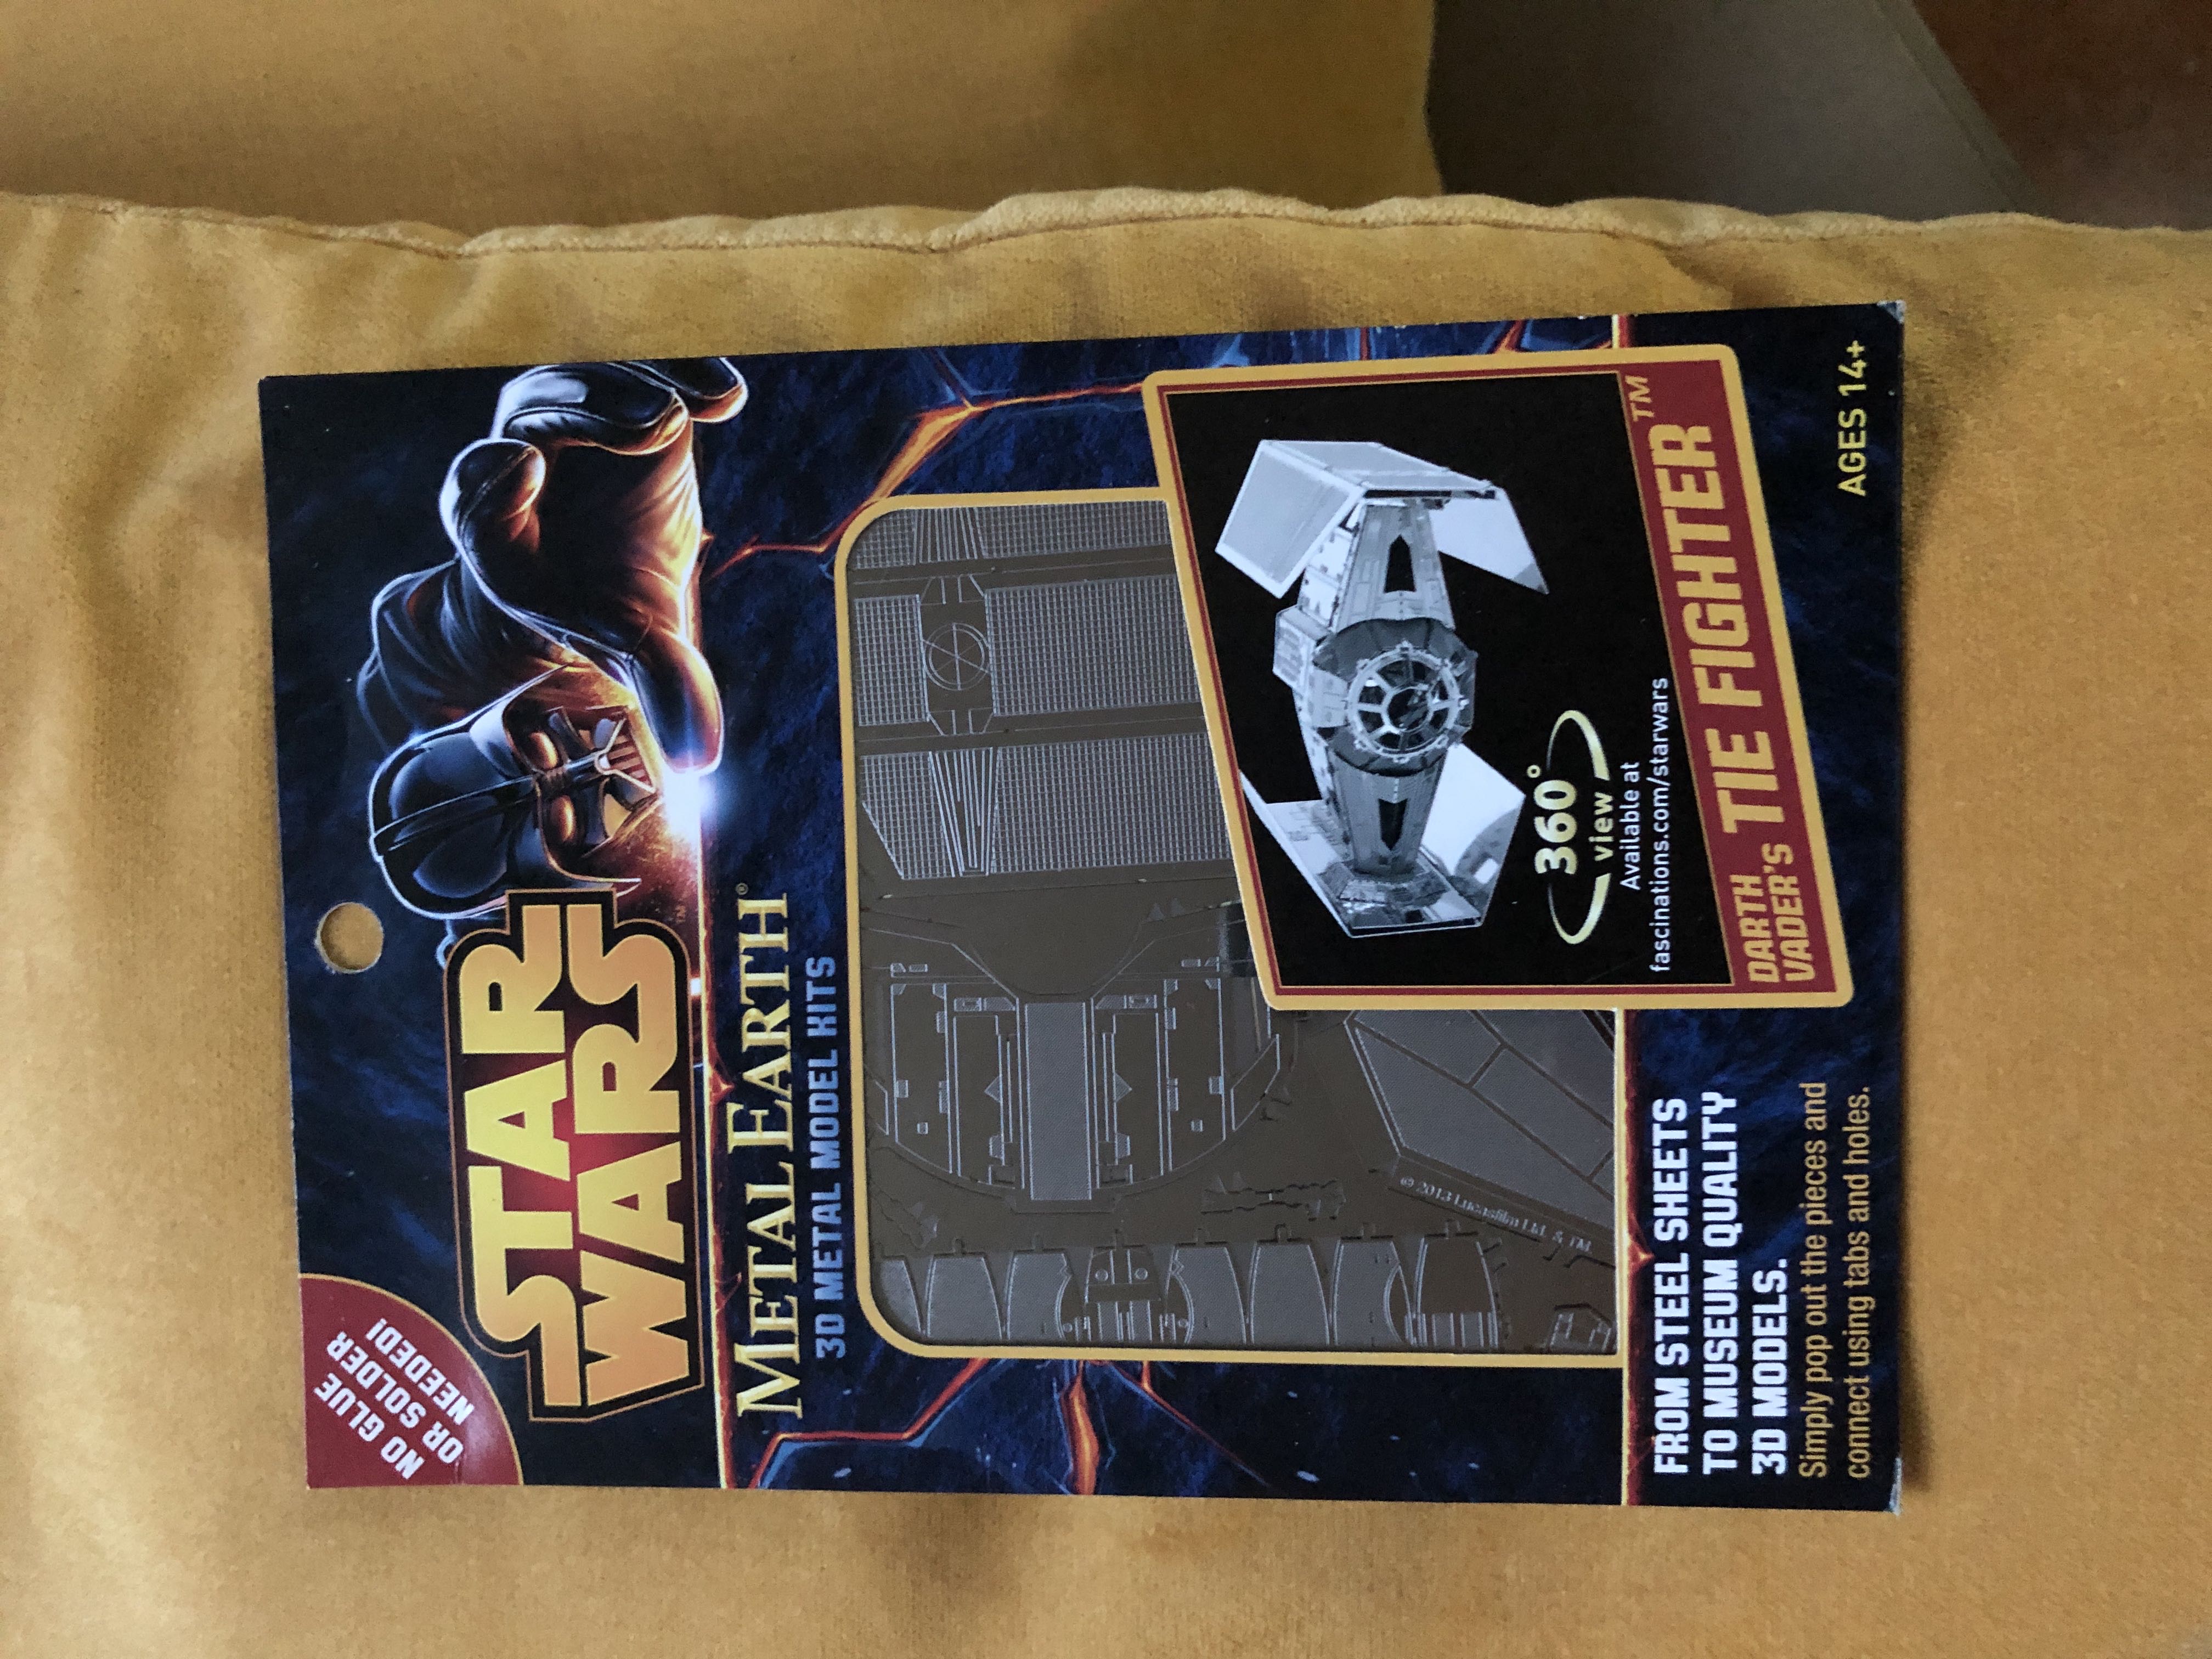 NO GLUE
OR SOLDER
NEEDED!
STAR
WARS™
METAL EARTH®
3D METAL MODEL KITS
© 2013 Lucasfilm Ltd. & TM.
360°
view
Available at
fascinations.com/starwars
DARTH
VADER'S
TIE FIGHTER™
FROM STEEL SHEETS
TO MUSEUM QUALITY
3D MODELS.
Simply pop out the pieces and
connect using tabs and holes.
AGES 14+